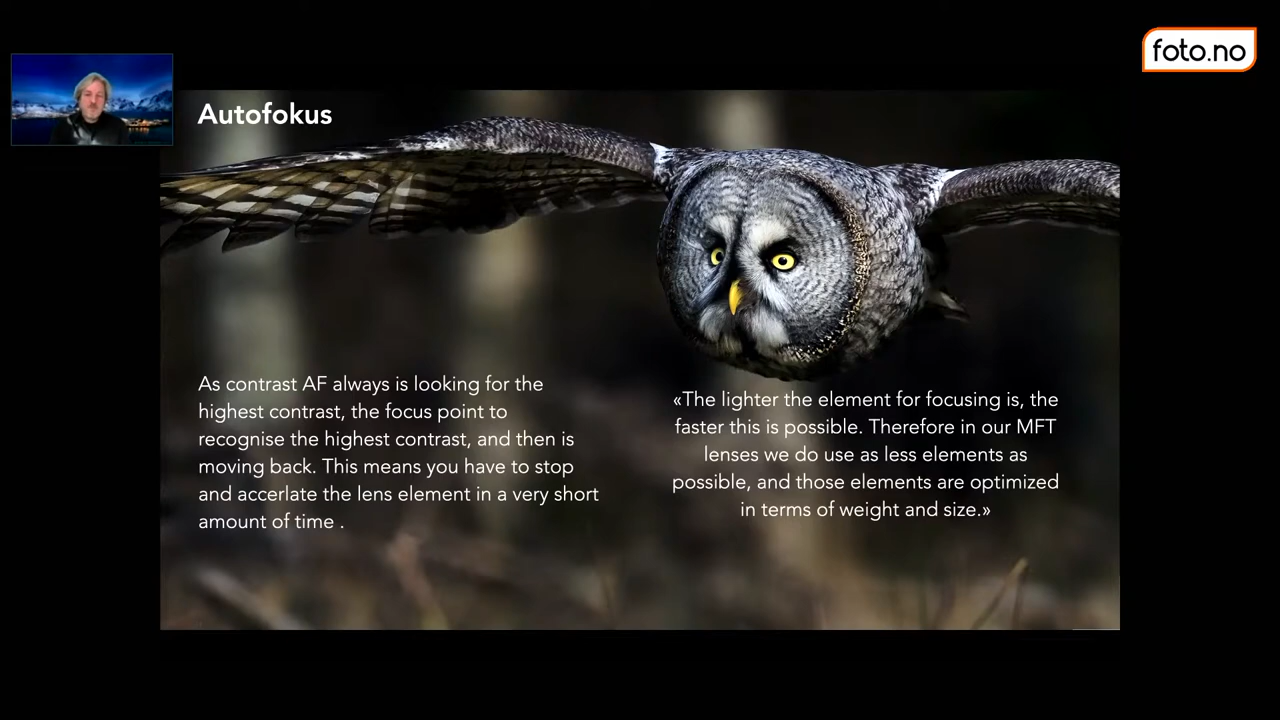 foto.no
Autofokus
As contrast AF always is looking for the
highest contrast, the focus point to
recognise the highest contrast, and then is
moving back. This means you have to stop
and accerlate the lens element in a very short
amount of time .
«The lighter the element for focusing is, the
faster this is possible. Therefore in our MFT
lenses we do use as less elements as
possible, and those elements are optimized
in terms of weight and size.»